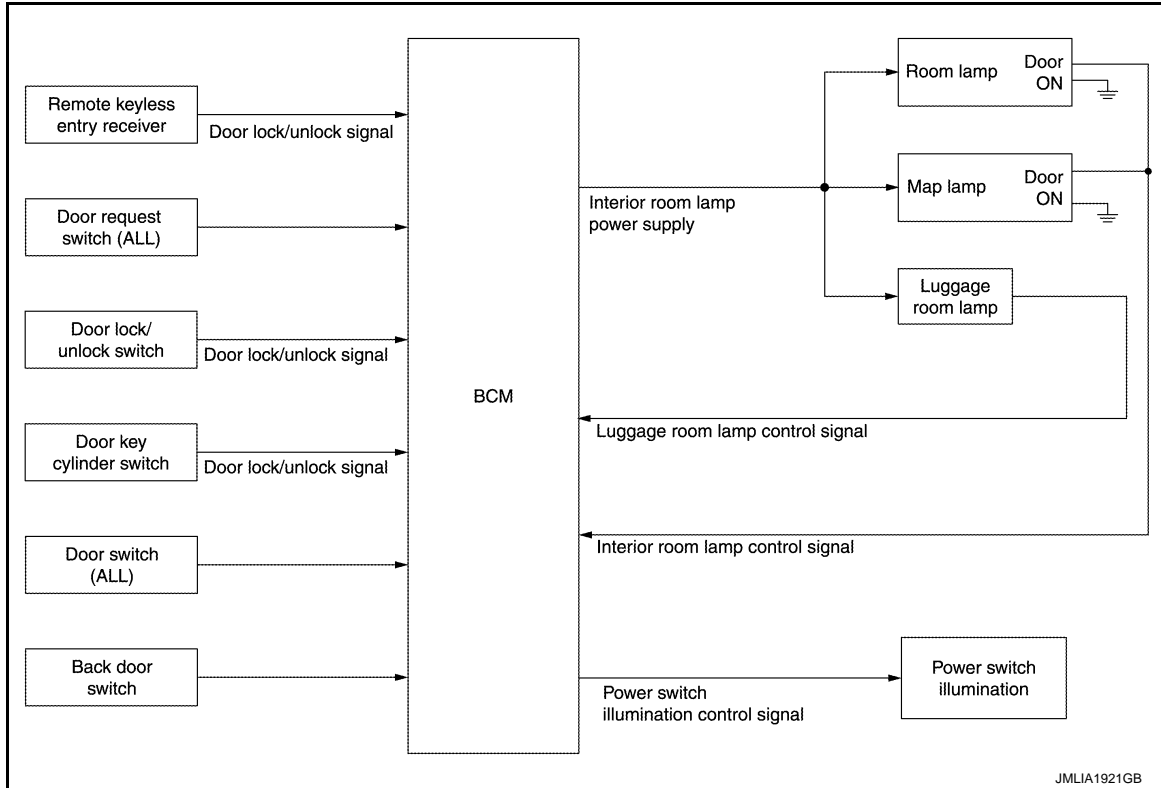 Remote keyless
entry receiver
Door lock/unlock signal
Door request
switch (ALL)
Door lock/
unlock switch
Door lock/unlock signal
Door key
cylinder switch
Door lock/unlock signal
Door switch
(ALL)
Back door
switch
BCM
Interior room lamp
power supply
Room lamp
Door
ON
Map lamp
Door
ON
Luggage
room lamp
Luggage room lamp control signal
Interior room lamp control signal
Power switch
illumination control signal
Power switch
illumination
JMLIA1921GB